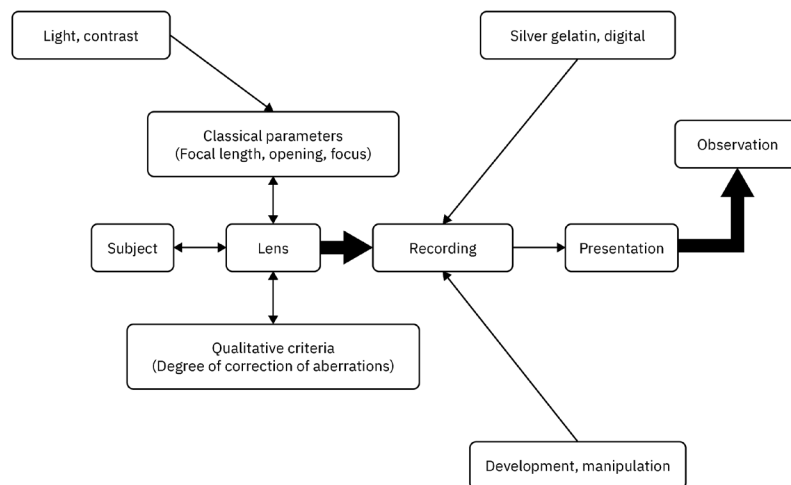 Light, contrast
Silver gelatin, digital
Classical parameters
(Focal length, opening, focus)
Observation
Subject
Lens
Recording
Presentation
Qualitative criteria
(Degree of correction of aberrations)
Development, manipulation